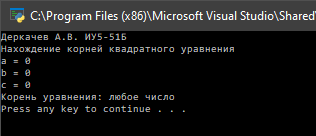 C:\Program Files (x86)\Microsoft Visual Studio\Shared\
Деркачев А.В. ИУ5-51Б
Нахождение корней квадратного уравнения
a = 0
b = 0
c = 0
Корень уравнения: любое число
Press any key to continue . . .